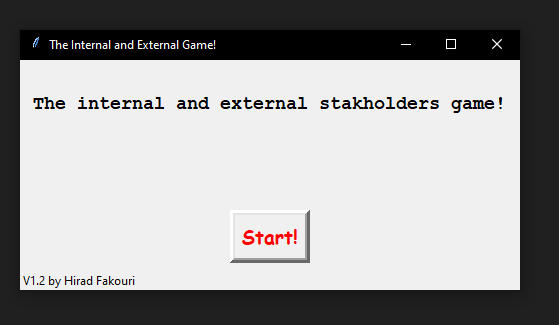 The Internal and External Game!
The internal and external stakholders game!
Start!
V1.2 by Hirad Fakouri